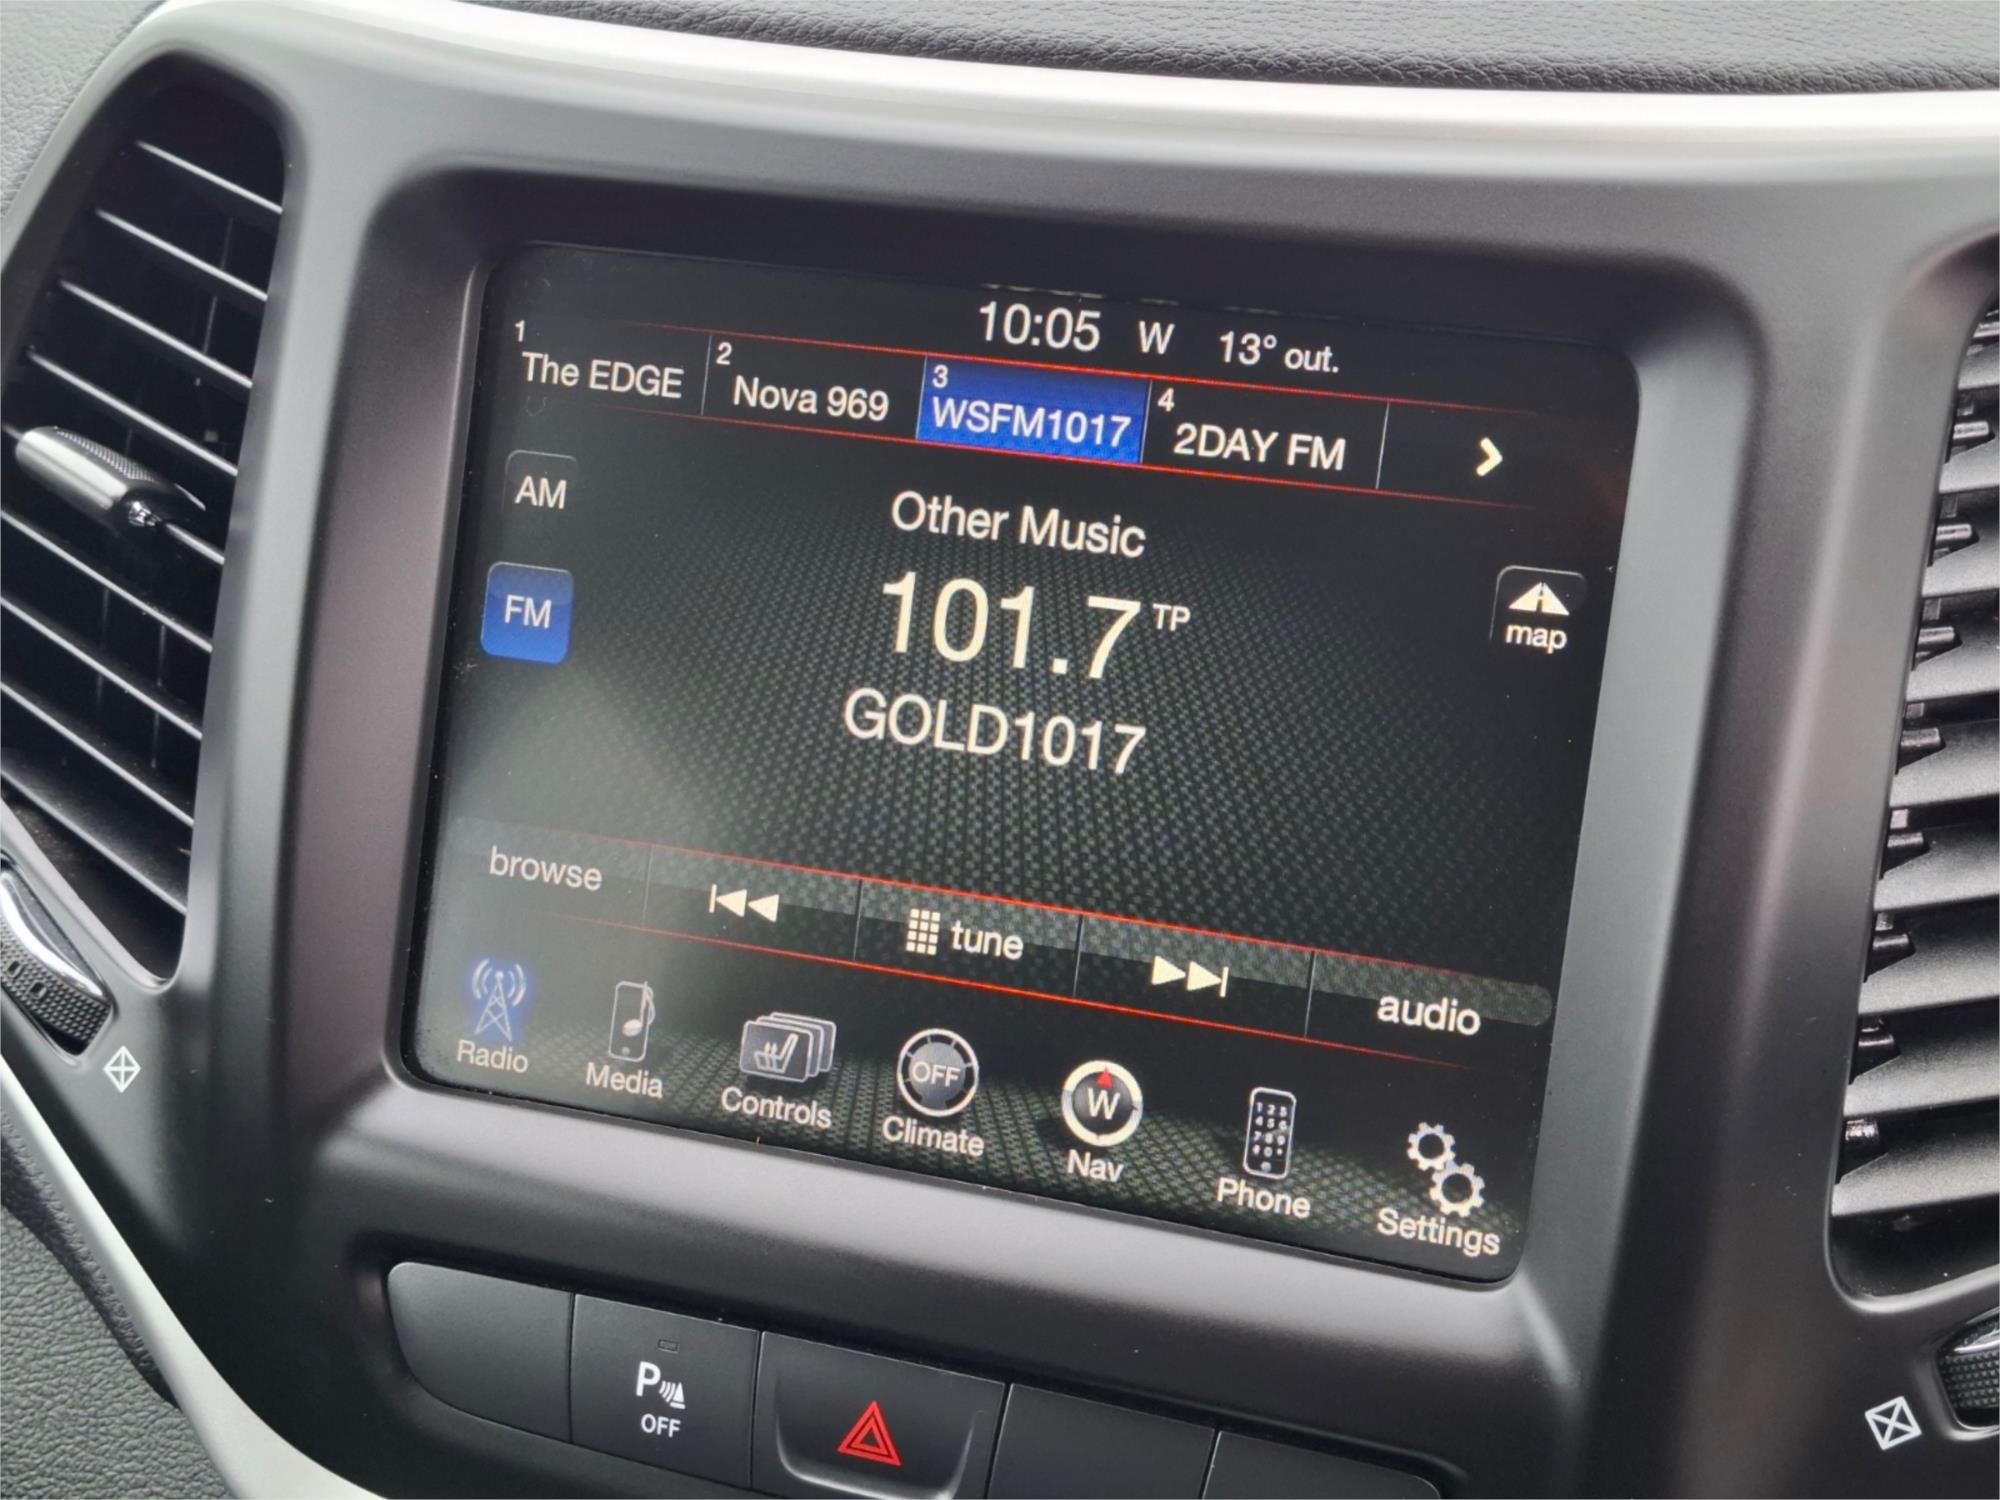 10:05 W 13° out.
1 The EDGE 2 Nova 969 3 WSFM1017 4 2DAY FM
AM
Other Music
FM
101.7 TP
map
GOLD1017
browse tune audio
Radio Media Controls OFF Climate W Nav Phone Settings
P
OFF